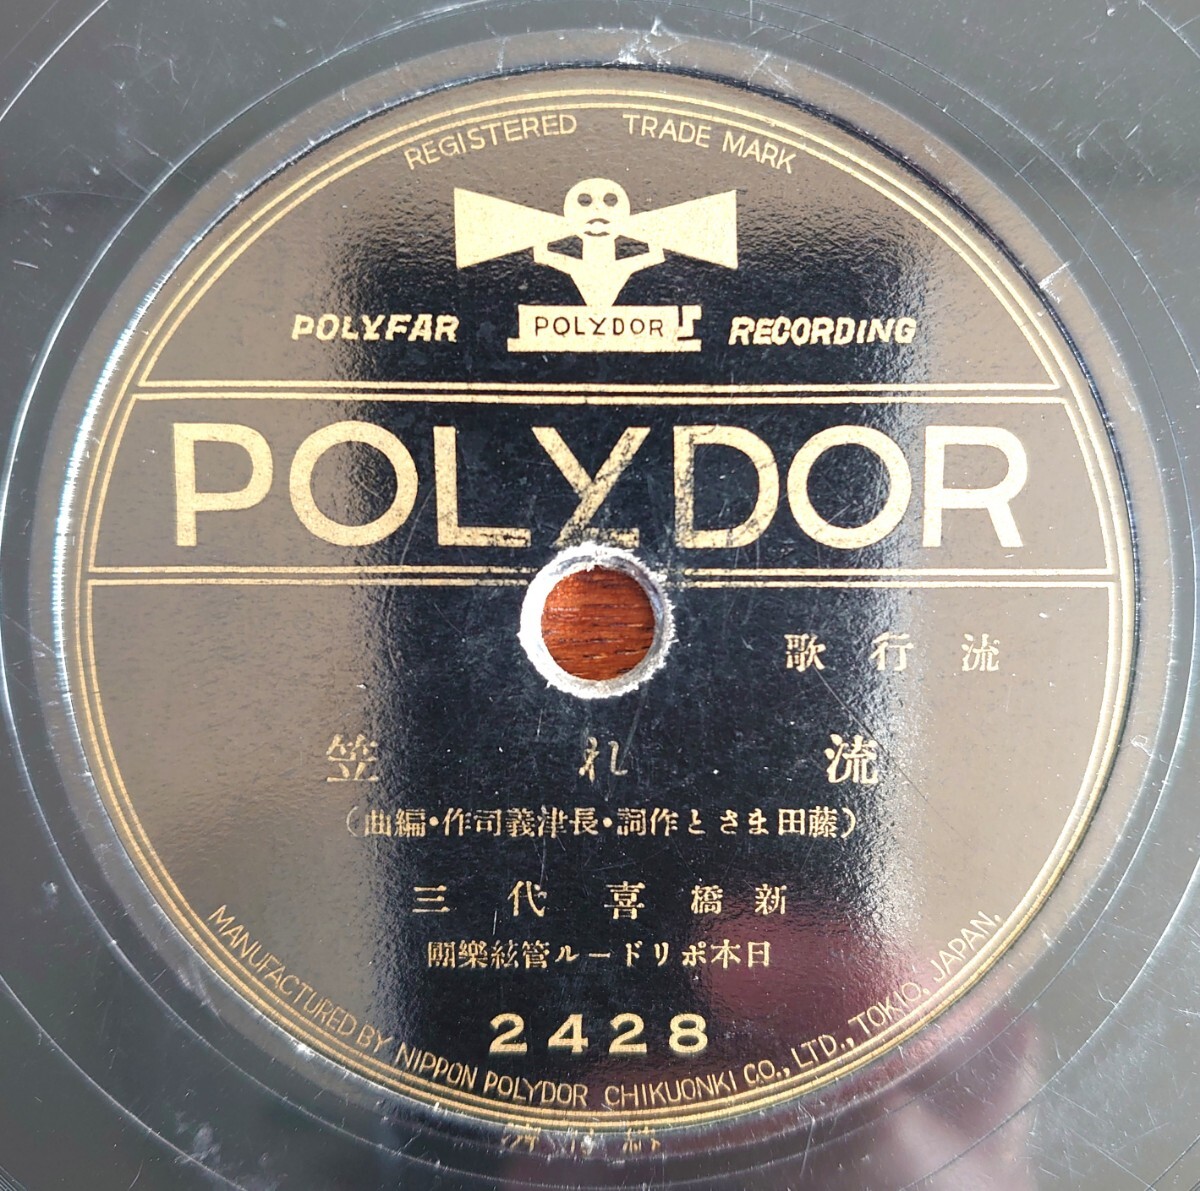 REGISTERED TRADE MARK
POLYFAR POLYDOR RECORDING
POLYDOR
流行歌
流れ笠
(藤田まさと作詞・長津義司作・編曲)
新橋喜代三
日本ポリドール管絃樂團
2428
MANUFACTURED BY NIPPON POLYDOR CHIKUONKI CO., LTD., TOKIO, JAPAN.